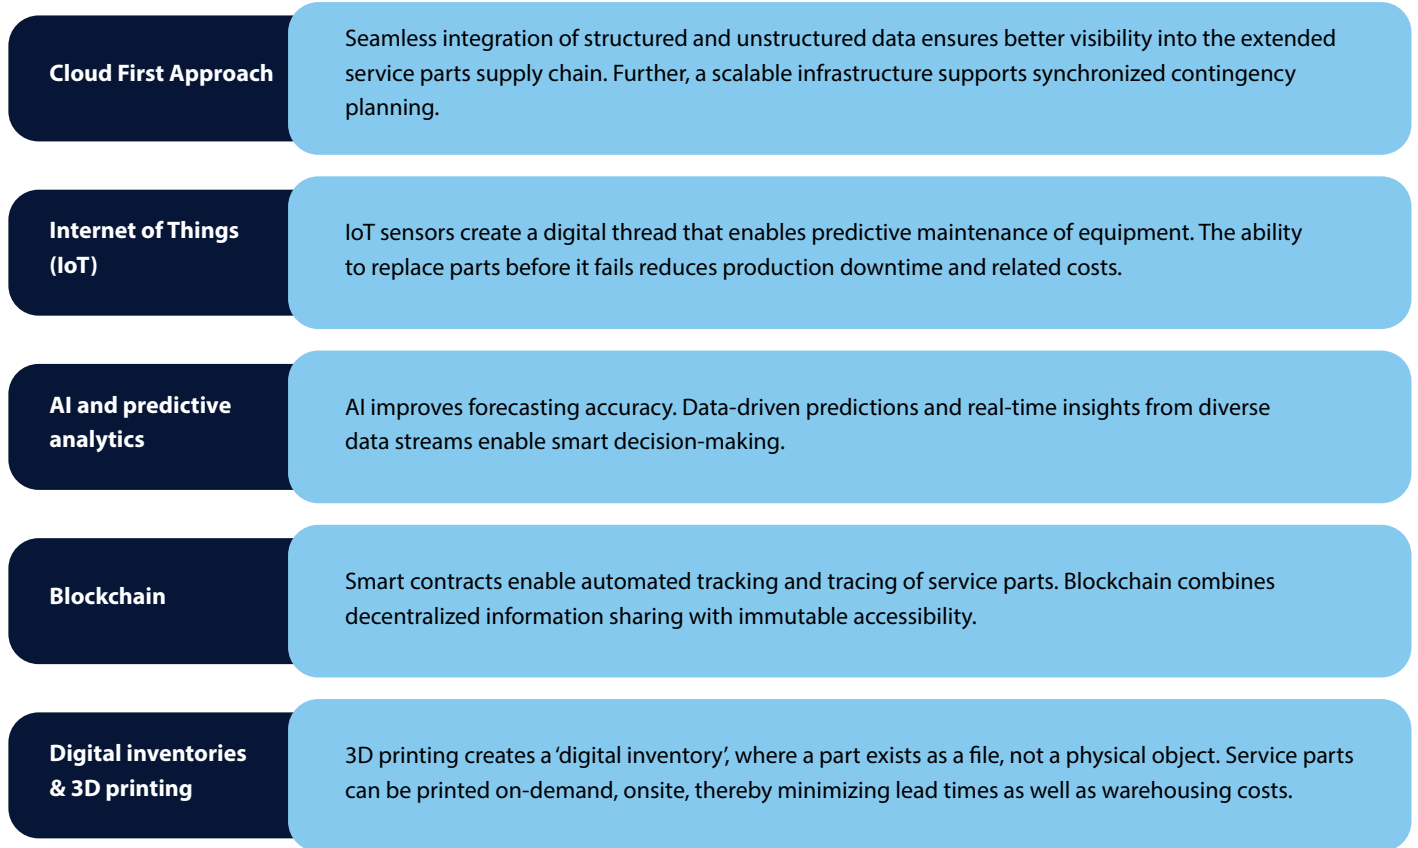 Cloud First Approach
Seamless integration of structured and unstructured data ensures better visibility into the extended
service parts supply chain. Further, a scalable infrastructure supports synchronized contingency
planning.
Internet of Things
(IoT)
IoT sensors create a digital thread that enables predictive maintenance of equipment. The ability
to replace parts before it fails reduces production downtime and related costs.
AI and predictive
analytics
AI improves forecasting accuracy. Data-driven predictions and real-time insights from diverse
data streams enable smart decision-making.
Blockchain
Smart contracts enable automated tracking and tracing of service parts. Blockchain combines
decentralized information sharing with immutable accessibility.
Digital inventories
& 3D printing
3D printing creates a ‘digital inventory’, where a part exists as a file, not a physical object. Service parts
can be printed on-demand, onsite, thereby minimizing lead times as well as warehousing costs.